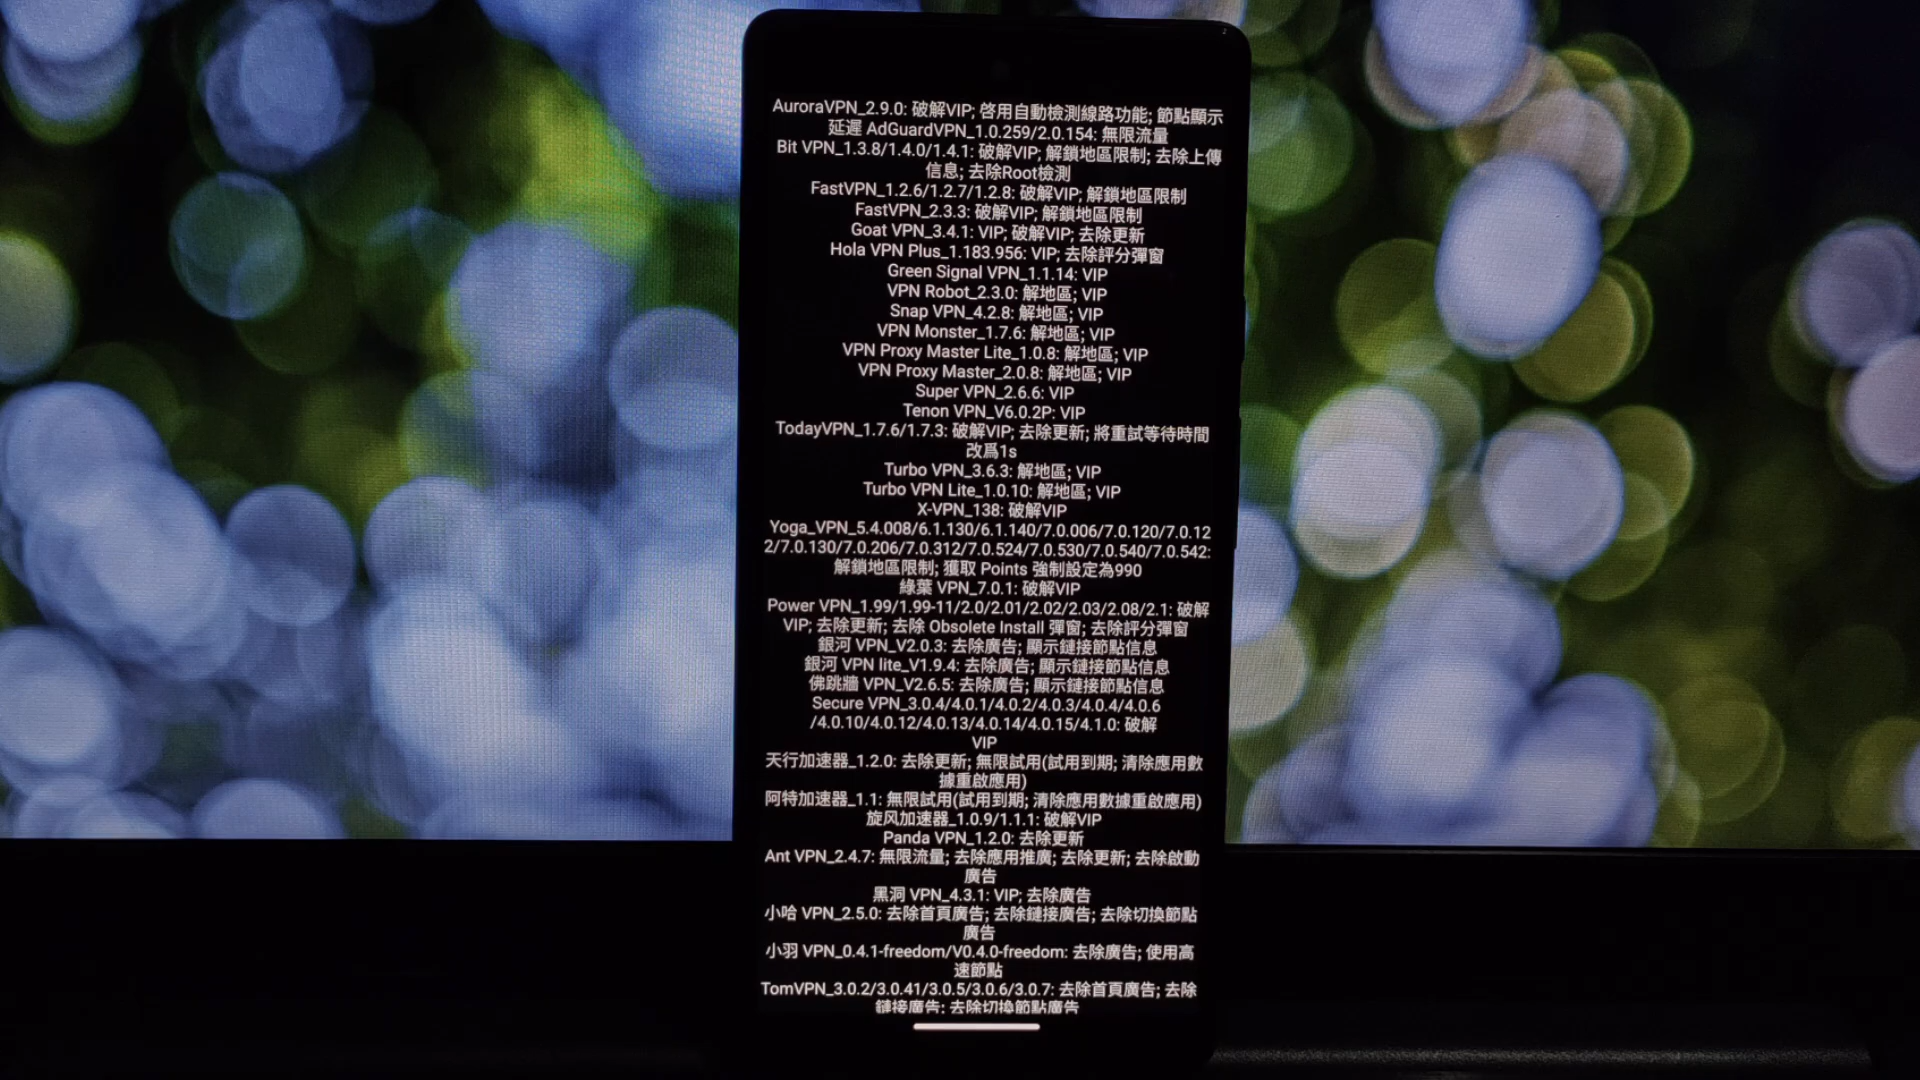 AuroraVPN_2.9.0: 破解VIP; 啓用自動檢測線路功能; 節點顯示
延遲 AdGuardVPN_1.0.259/2.0.154: 無限流量
Bit VPN_1.3.8/1.4.0/1.4.1: 破解VIP; 解鎖地區限制; 去除上傳
信息; 去除Root檢測
FastVPN_1.2.6/1.2.7/1.2.8: 破解VIP; 解鎖地區限制
FastVPN_2.3.3: 破解VIP; 解鎖地區限制
Goat VPN_3.4.1: VIP; 破解VIP; 去除更新
Hola VPN Plus_1.183.956: VIP; 去除評分彈窗
Green Signal VPN_1.1.14: VIP
VPN Robot_2.3.0: 解地區; VIP
Snap VPN_4.2.8: 解地區; VIP
VPN Monster_1.7.6: 解地區; VIP
VPN Proxy Master Lite_1.0.8: 解地區; VIP
VPN Proxy Master_2.0.8: 解地區; VIP
Super VPN_2.6.6: VIP
Tenon VPN_V6.0.2P: VIP
TodayVPN_1.7.6/1.7.3: 破解VIP; 去除更新; 將重試等待時間
改爲1s
Turbo VPN_3.6.3: 解地區; VIP
Turbo VPN Lite_1.0.10: 解地區; VIP
X-VPN_138: 破解VIP
Yoga_VPN_5.4.008/6.1.130/6.1.140/7.0.006/7.0.120/7.0.12
2/7.0.130/7.0.206/7.0.312/7.0.524/7.0.530/7.0.540/7.0.542:
解鎖地區限制; 獲取 Points 強制設定為990
綠葉 VPN_7.0.1: 破解VIP
Power VPN_1.99/1.99-11/2.0/2.01/2.02/2.03/2.08/2.1: 破解
VIP; 去除更新; 去除 Obsolete Install 彈窗; 去除評分彈窗
銀河 VPN_V2.0.3: 去除廣告; 顯示鏈接節點信息
銀河 VPN lite_V1.9.4: 去除廣告; 顯示鏈接節點信息
佛跳牆 VPN_V2.6.5: 去除廣告; 顯示鏈接節點信息
Secure VPN_3.0.4/4.0.1/4.0.2/4.0.3/4.0.4/4.0.6
/4.0.10/4.0.12/4.0.13/4.0.14/4.0.15/4.1.0: 破解
VIP
天行加速器_1.2.0: 去除更新; 無限試用(試用到期; 清除應用數
據重啟應用)
阿特加速器_1.1: 無限試用(試用到期; 清除應用數據重啟應用)
旋风加速器_1.0.9/1.1.1: 破解VIP
Panda VPN_1.2.0: 去除更新
Ant VPN_2.4.7: 無限流量; 去除應用推廣; 去除更新; 去除啟動
廣告
黑洞 VPN_4.3.1: VIP; 去除廣告
小哈 VPN_2.5.0: 去除首頁廣告; 去除鏈接廣告; 去除切換節點
廣告
小羽 VPN_0.4.1-freedom/V0.4.0-freedom: 去除廣告; 使用高
速節點
TomVPN_3.0.2/3.0.41/3.0.5/3.0.6/3.0.7: 去除首頁廣告; 去除
鏈接廣告; 去除切換節點廣告